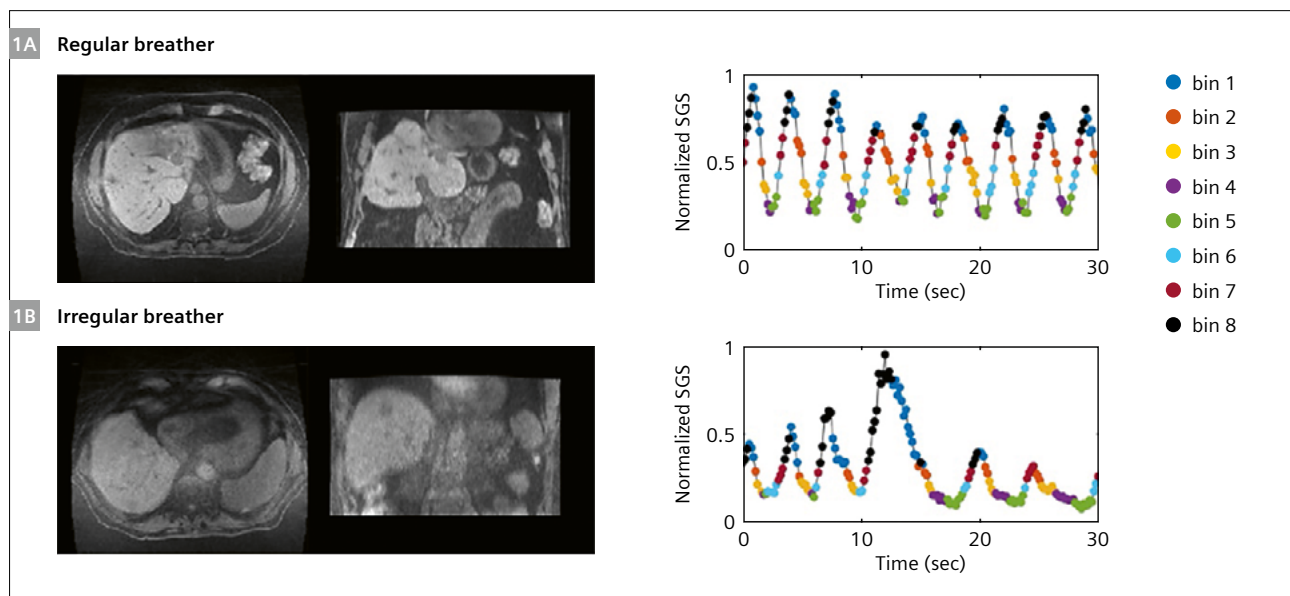 1A Regular breather
1
0.5
0
Normalized SGS
0 10 20 30
Time (sec)
bin 1
bin 2
bin 3
bin 4
bin 5
bin 6
bin 7
bin 8
1B Irregular breather
1
0.5
0
Normalized SGS
0 10 20 30
Time (sec)